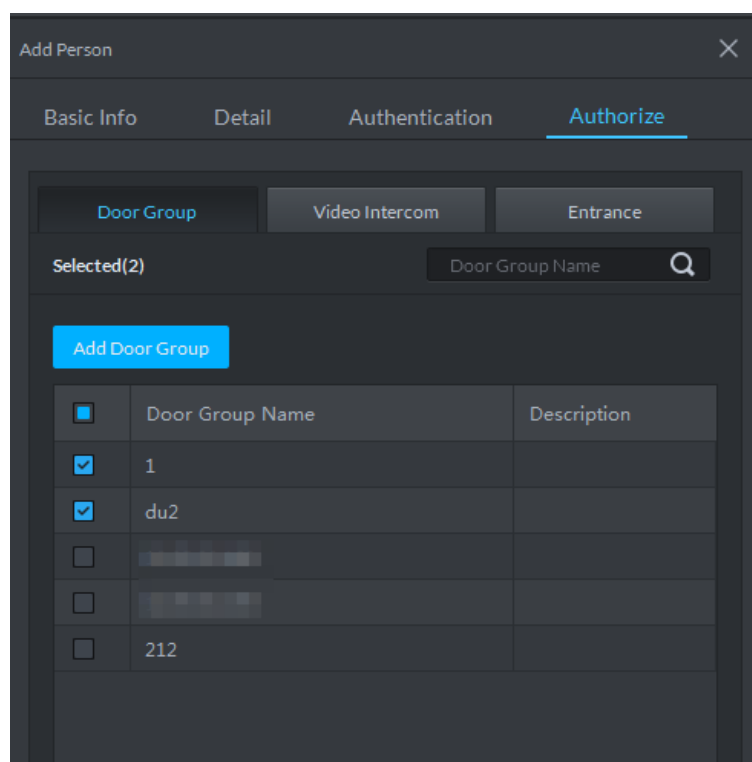 Add Person
Basic Info Detail Authentication Authorize
Door Group Video Intercom Entrance
Selected(2) Door Group Name
Add Door Group
Door Group Name Description
1
du2
212